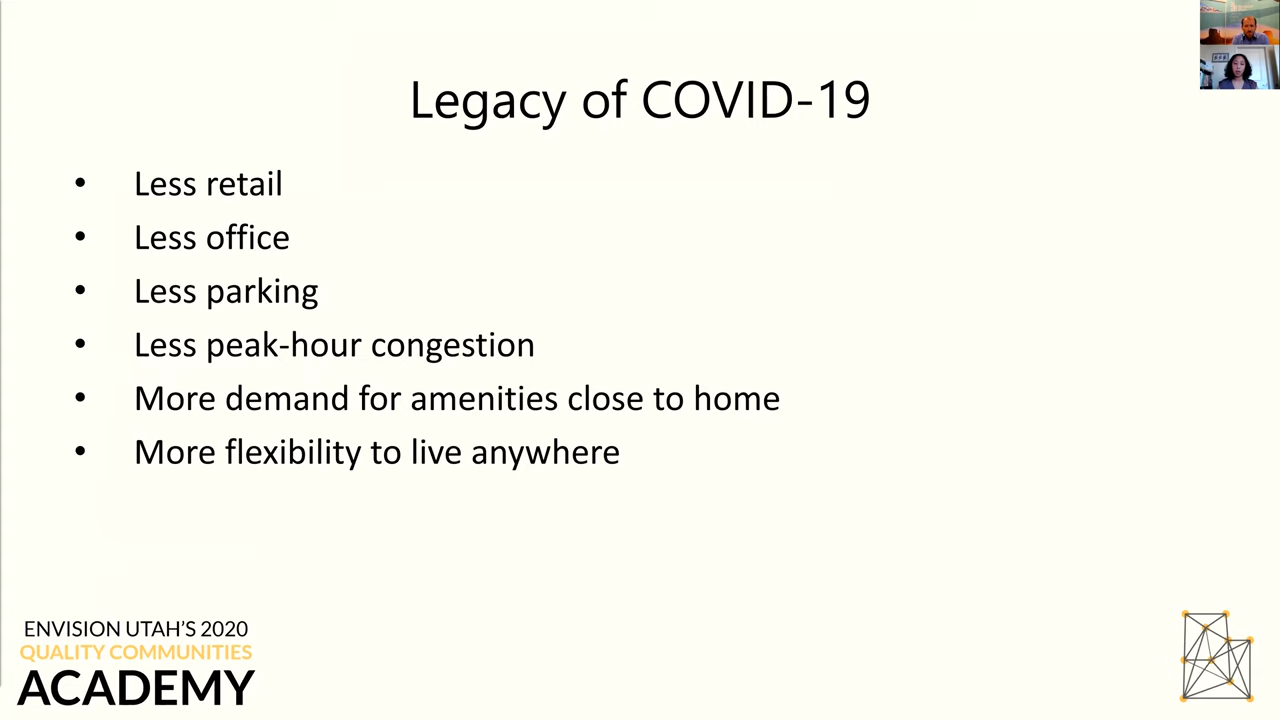 Legacy of COVID-19
• Less retail
• Less office
• Less parking
• Less peak-hour congestion
• More demand for amenities close to home
• More flexibility to live anywhere
ENVISION UTAH'S 2020
QUALITY COMMUNITIES
ACADEMY